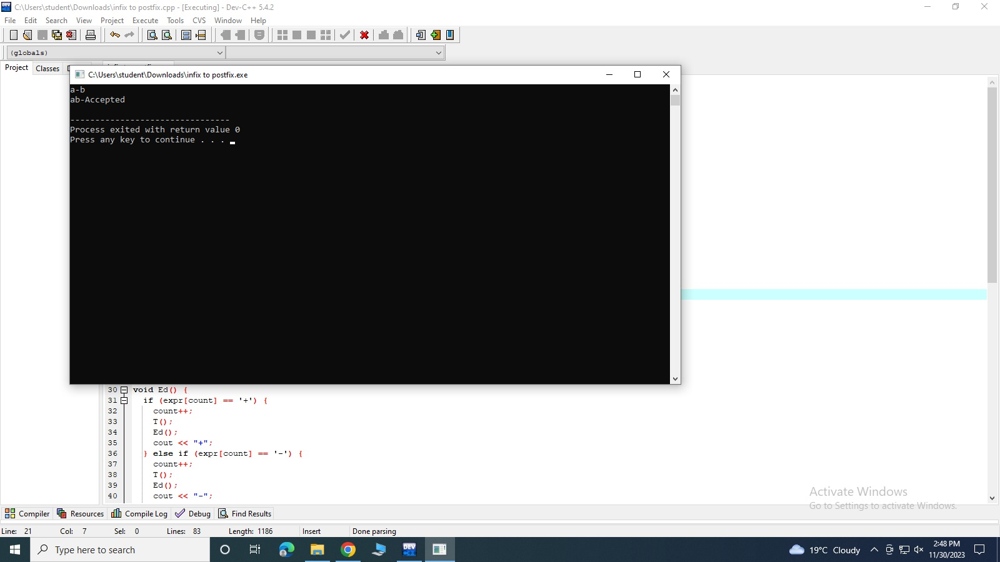 C:\Users\student\Downloads\infix to postfix.cpp - [Executing] - Dev-C++ 5.4.2
File Edit Search View Project Execute Tools CVS Window Help
(globals)
Project Classes
C:\Users\student\Downloads\infix to postfix.exe
a-b
ab-Accepted
--------------------------------
Process exited with return value 0
Press any key to continue . . .
30 void Ed() {
31 if (expr[count] == '+') {
32 count++;
33 T();
34 Ed();
35 cout << "+";
36 } else if (expr[count] == '-') {
37 count++;
38 T();
39 Ed();
40 cout << "-";
Activate Windows
Go to Settings to activate Windows.
Compiler Resources Compile Log Debug Find Results
Line: 21 Col: 7 Sel: 0 Lines: 83 Length: 1186 Insert Done parsing
Type here to search
DEV
19°C Cloudy
2:48 PM
11/30/2023